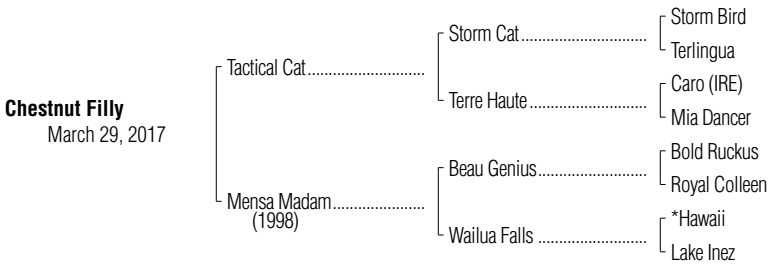 Storm Bird
Storm Cat
Terlingua
Tactical Cat
Caro (IRE)
Terre Haute
Mia Dancer
Chestnut Filly
March 29, 2017
Bold Ruckus
Beau Genius
Royal Colleen
Mensa Madam
(1998)
*Hawaii
Wailua Falls
Lake Inez